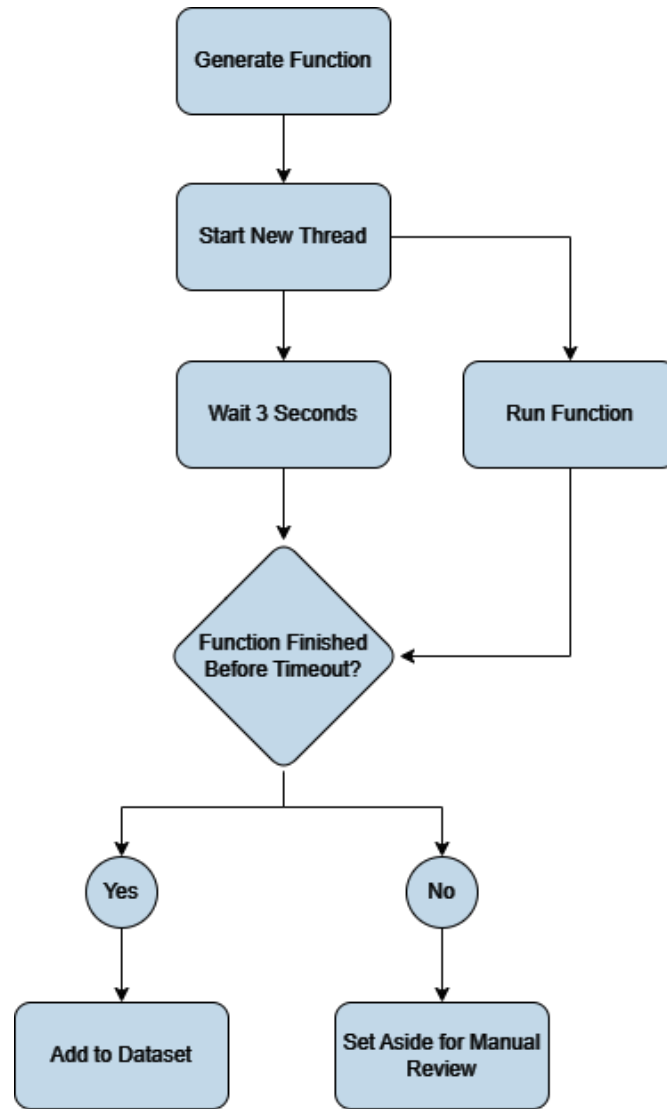 Generate Function
Start New Thread
Wait 3 Seconds
Run Function
Function Finished
Before Timeout?
Yes
No
Add to Dataset
Set Aside for Manual
Review